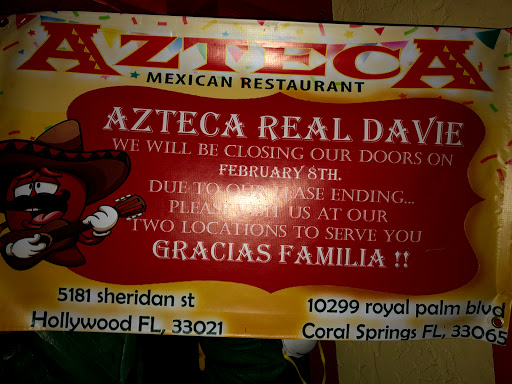 AZTECA
MEXICAN RESTAURANT
AZTECA REAL DAVIE
WE WILL BE CLOSING OUR DOORS ON
FEBRUARY 8TH.
DUE TO OUR LEASE ENDING...
PLEASE VISIT US AT OUR
TWO LOCATIONS TO SERVE YOU
GRACIAS FAMILIA !!
5181 sheridan st
Hollywood FL, 33021
10299 royal palm blvd
Coral Springs FL, 33065